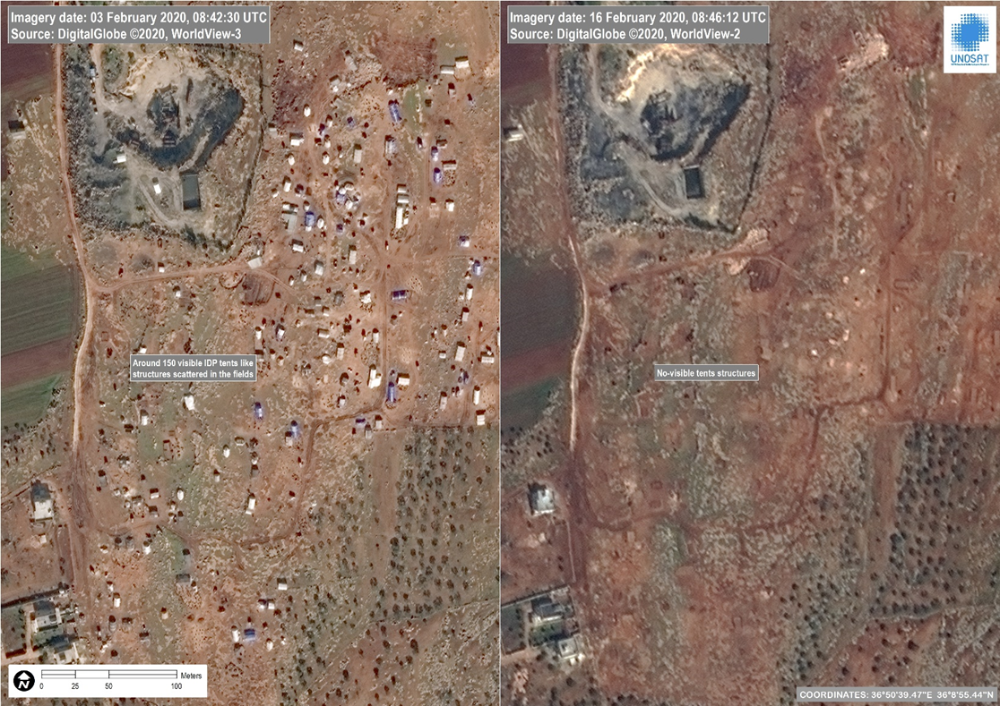 Imagery date: 03 February 2020, 08:42:30 UTC
Source: DigitalGlobe ©2020, WorldView-3
Imagery date: 16 February 2020, 08:46:12 UTC
Source: DigitalGlobe ©2020, WorldView-2
UNOSAT
Around 150 visible IDP tents like
structures scattered in the fields
No-visible tents structures
N
0 25 50 100 Meters
COORDINATES: 36°50'39.47"E 36°8'55.44"N